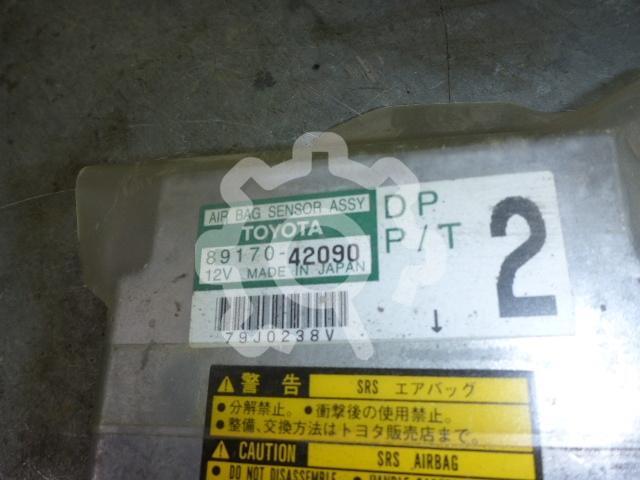 AIR BAG SENSOR ASSY
TOYOTA
89170-42090
12V MADE IN JAPAN
DP
P/T
2
79J0238V
↓
警告 SRS エアバッグ
●分解禁止。●衝撃後の使用禁止。
●整備、交換方法はトヨタ販売店まで。
CAUTION SRS AIRBAG
●DO NOT DISASSEMBLE